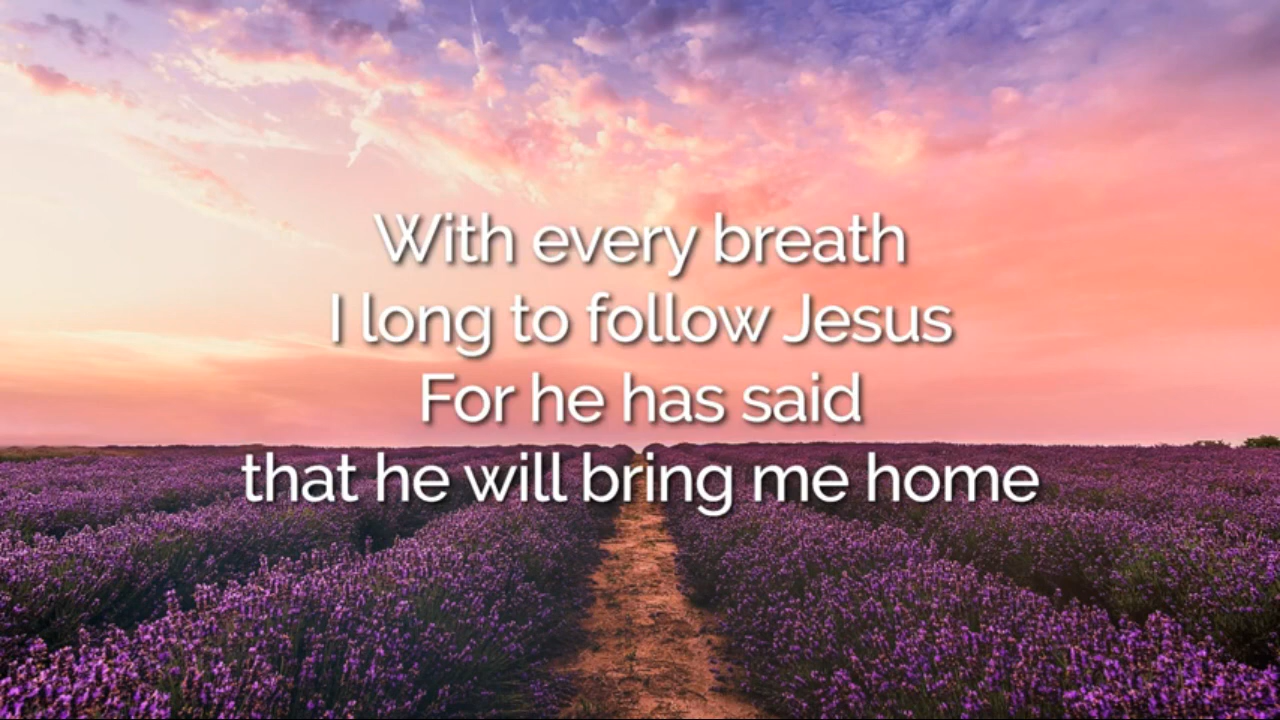 With every breath
I long to follow Jesus
For he has said
that he will bring me home